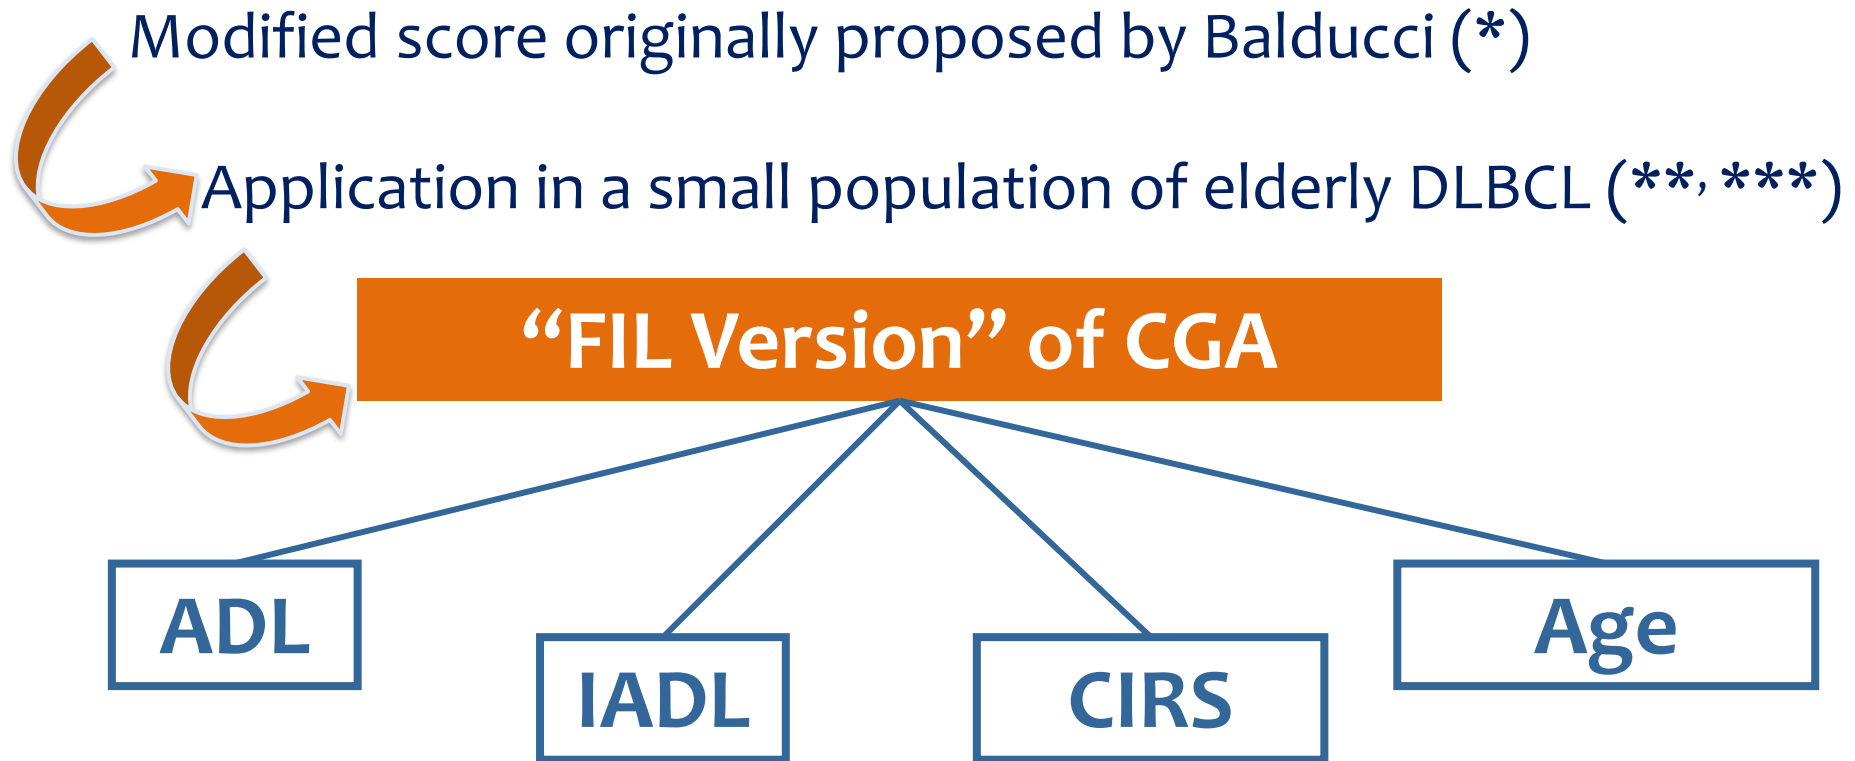 Modified score originally proposed by Balducci (*)
Application in a small population of elderly DLBCL (**, ***)
“FIL Version” of CGA
ADL
IADL
CIRS
Age